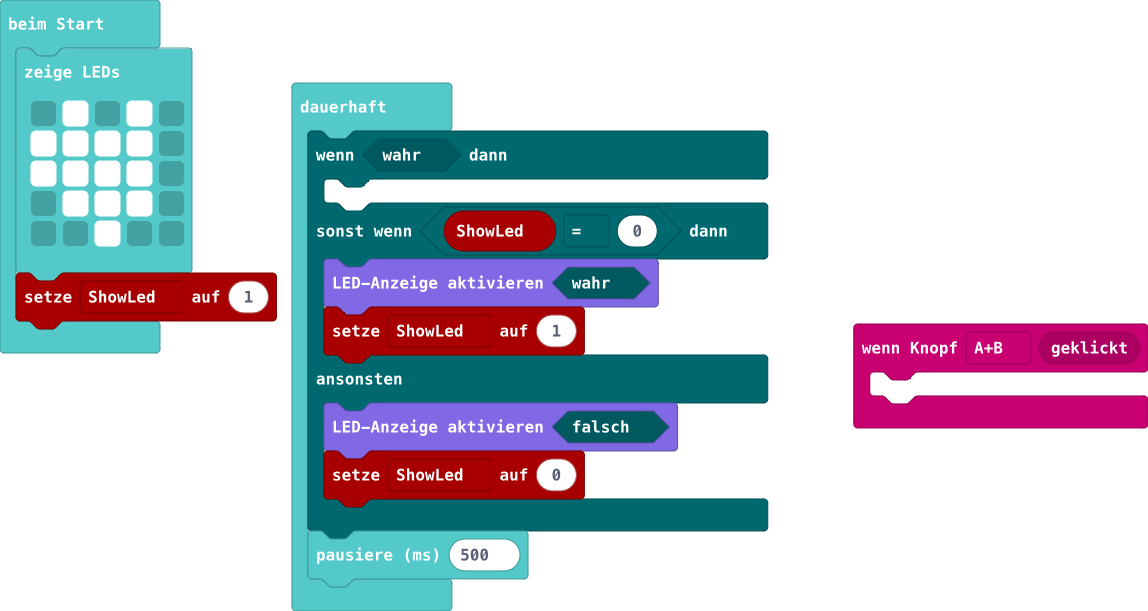 beim Start
zeige LEDs
setze ShowLed auf 1
dauerhaft
wenn wahr dann
sonst wenn ShowLed = 0 dann
LED-Anzeige aktivieren wahr
setze ShowLed auf 1
ansonsten
LED-Anzeige aktivieren falsch
setze ShowLed auf 0
pausiere (ms) 500
wenn Knopf A+B geklickt